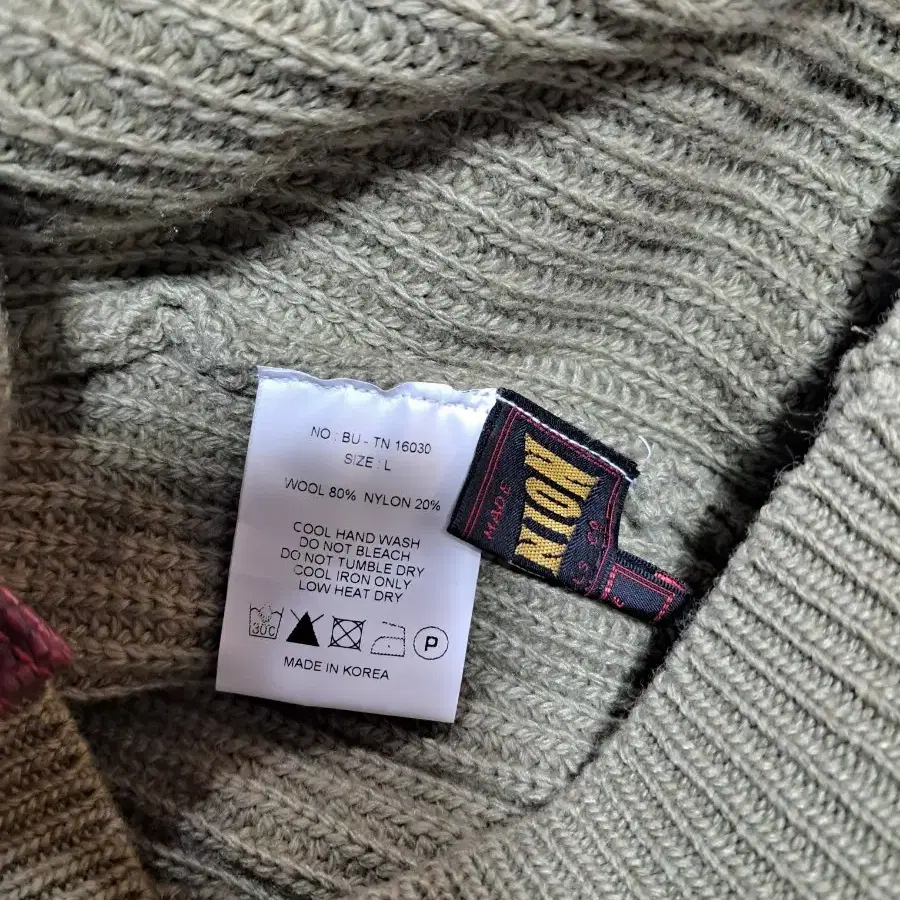 NO : BU - TN 16030
SIZE : L
WOOL 80% NYLON 20%
COOL HAND WASH
DO NOT BLEACH
DO NOT TUMBLE DRY
COOL IRON ONLY
LOW HEAT DRY
30°C
P
MADE IN KOREA
MADE